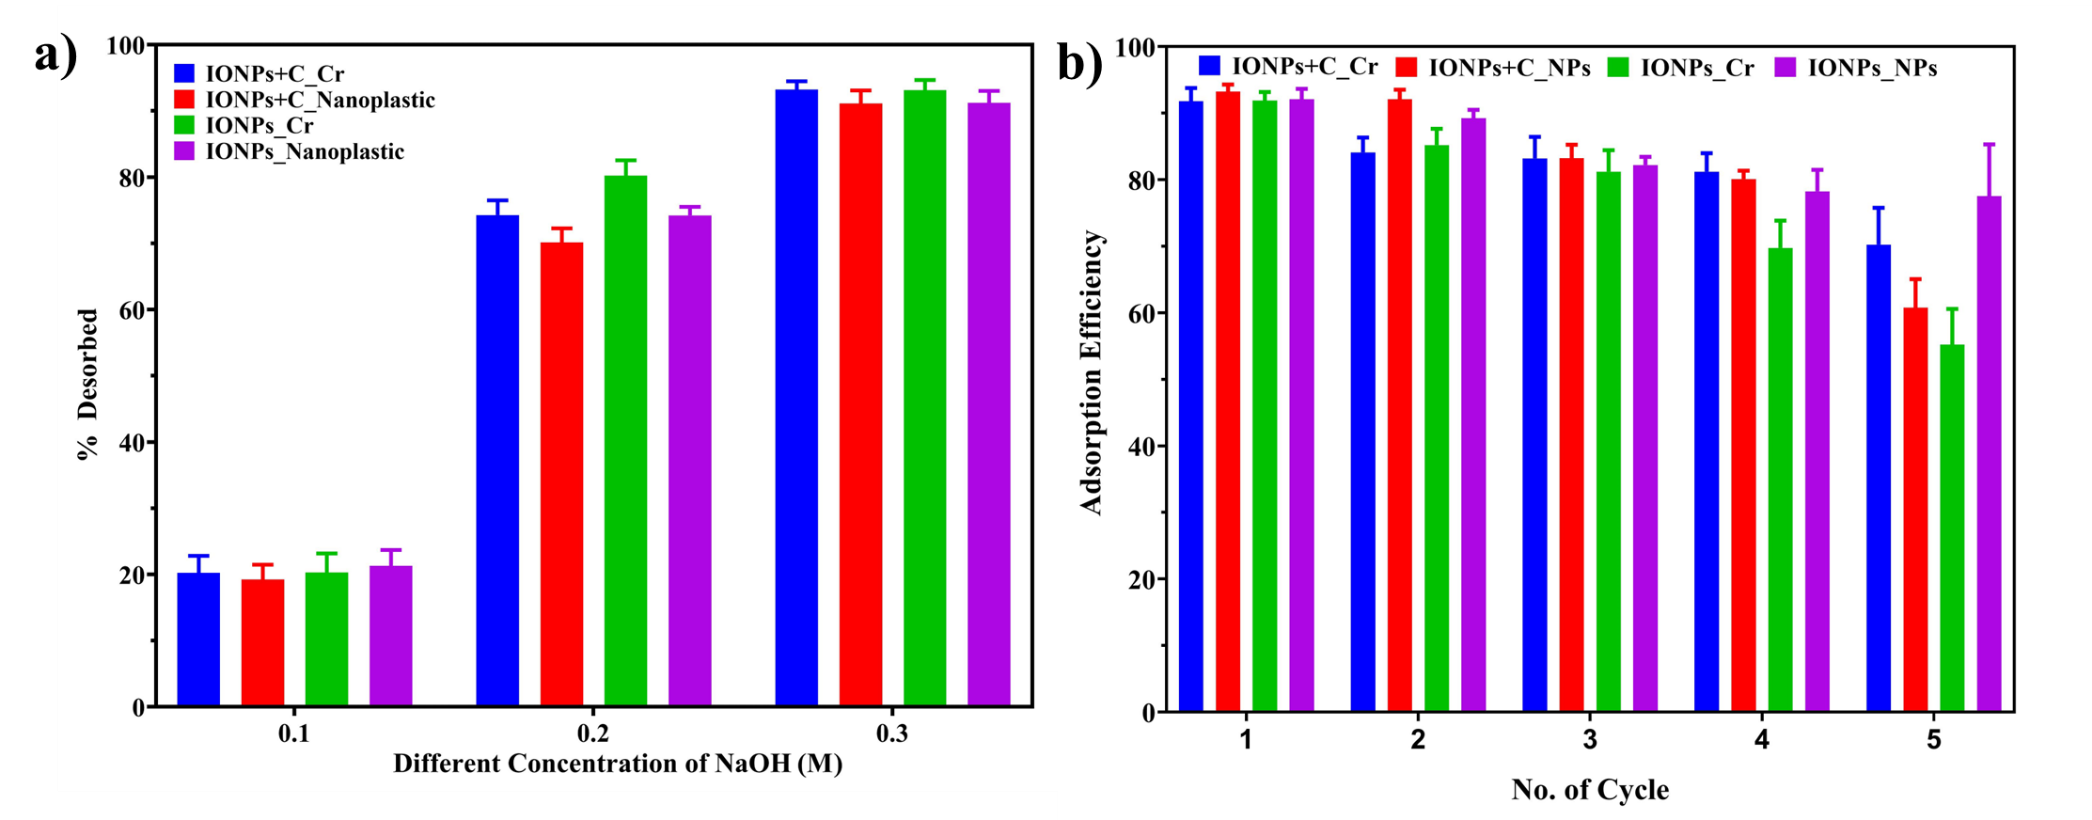 a)
100
80
60
40
20
0
% Desorbed
IONPs+C_Cr
IONPs+C_Nanoplastic
IONPs_Cr
IONPs_Nanoplastic
0.1 0.2 0.3
Different Concentration of NaOH (M)
b)
100
80
60
40
20
0
Adsorption Efficiency
IONPs+C_Cr IONPs+C_NPs IONPs_Cr IONPs_NPs
1 2 3 4 5
No. of Cycle